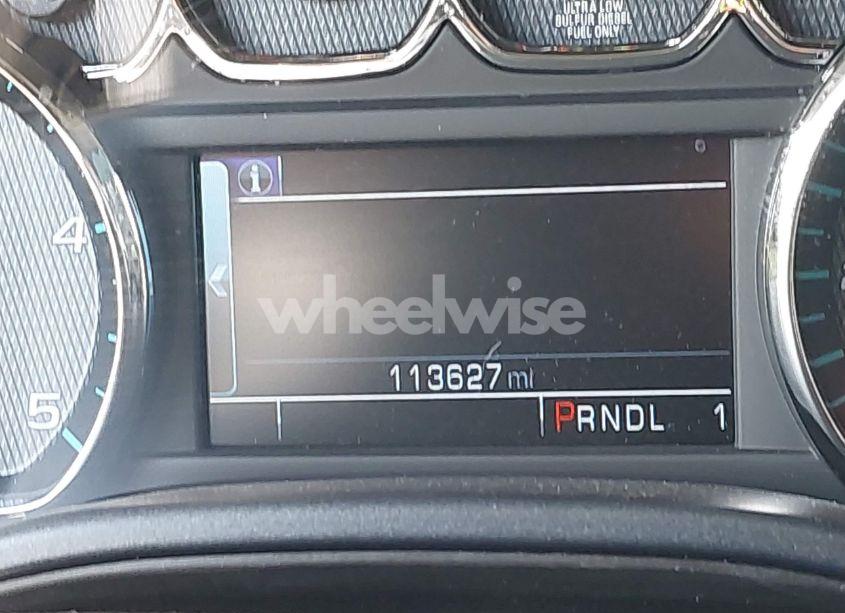 ULTRA LOW
SULFUR DIESEL
FUEL ONLY
4
i
wheelwise
113627 mi
5
PRNDL 1